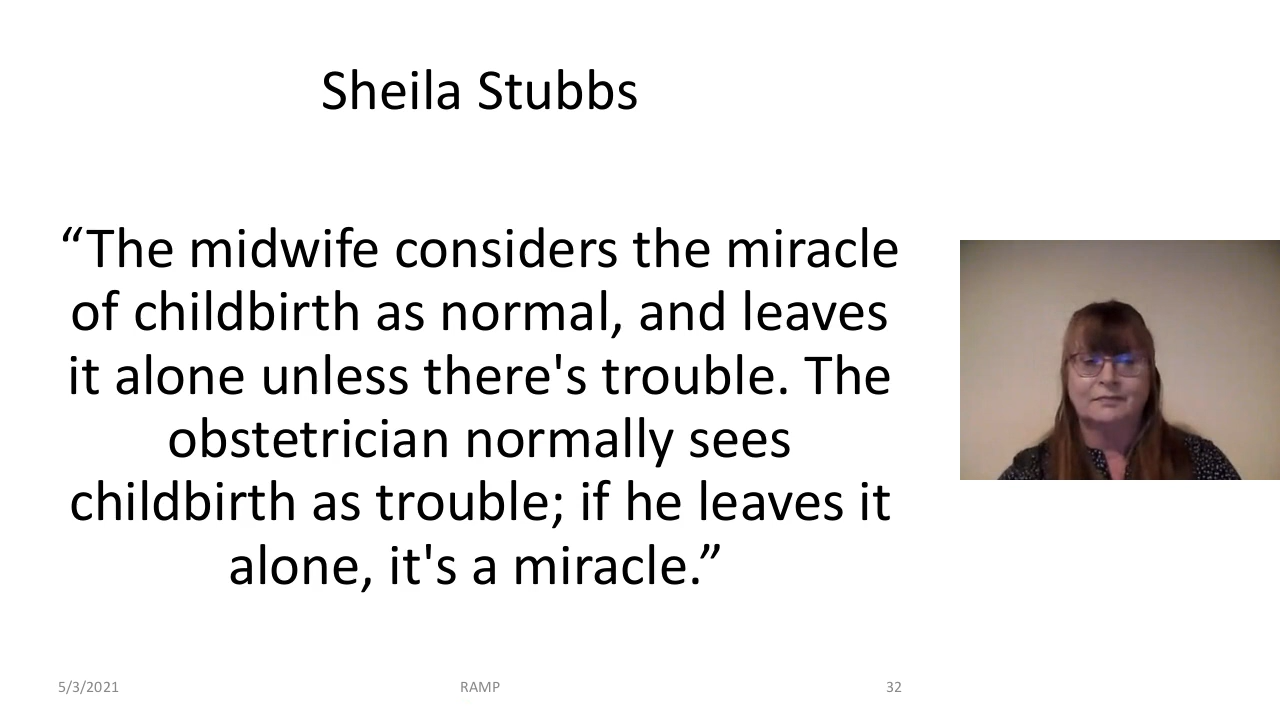 Sheila Stubbs
“The midwife considers the miracle
of childbirth as normal, and leaves
it alone unless there's trouble. The
obstetrician normally sees
childbirth as trouble; if he leaves it
alone, it's a miracle.”
5/3/2021
RAMP
32